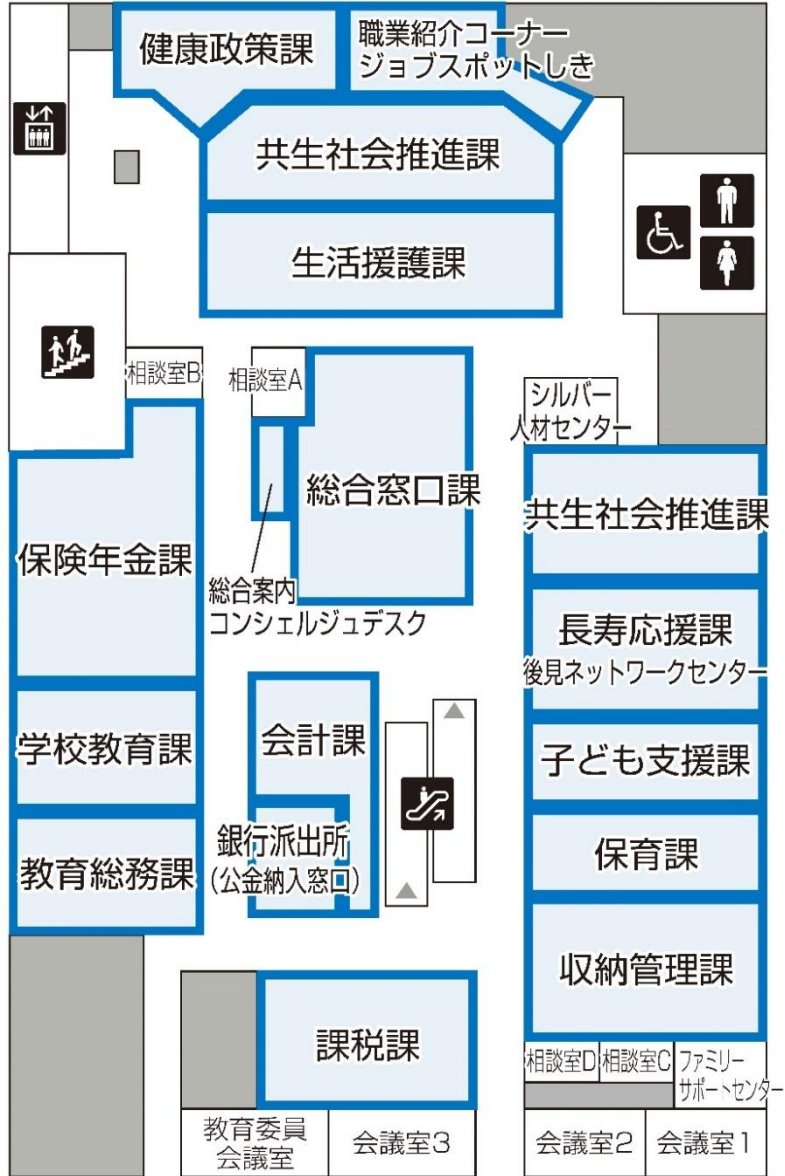 健康政策課
職業紹介コーナー
ジョブスポットしき
共生社会推進課
生活援護課
相談室B
相談室A
シルバー
人材センター
総合窓口課
共生社会推進課
保険年金課
総合案内
コンシェルジュデスク
長寿応援課
後見ネットワークセンター
学校教育課
会計課
子ども支援課
銀行派出所
(公金納入窓口)
保育課
教育総務課
収納管理課
課税課
相談室D
相談室C
ファミリー
サポートセンター
教育委員
会議室
会議室3
会議室2
会議室1